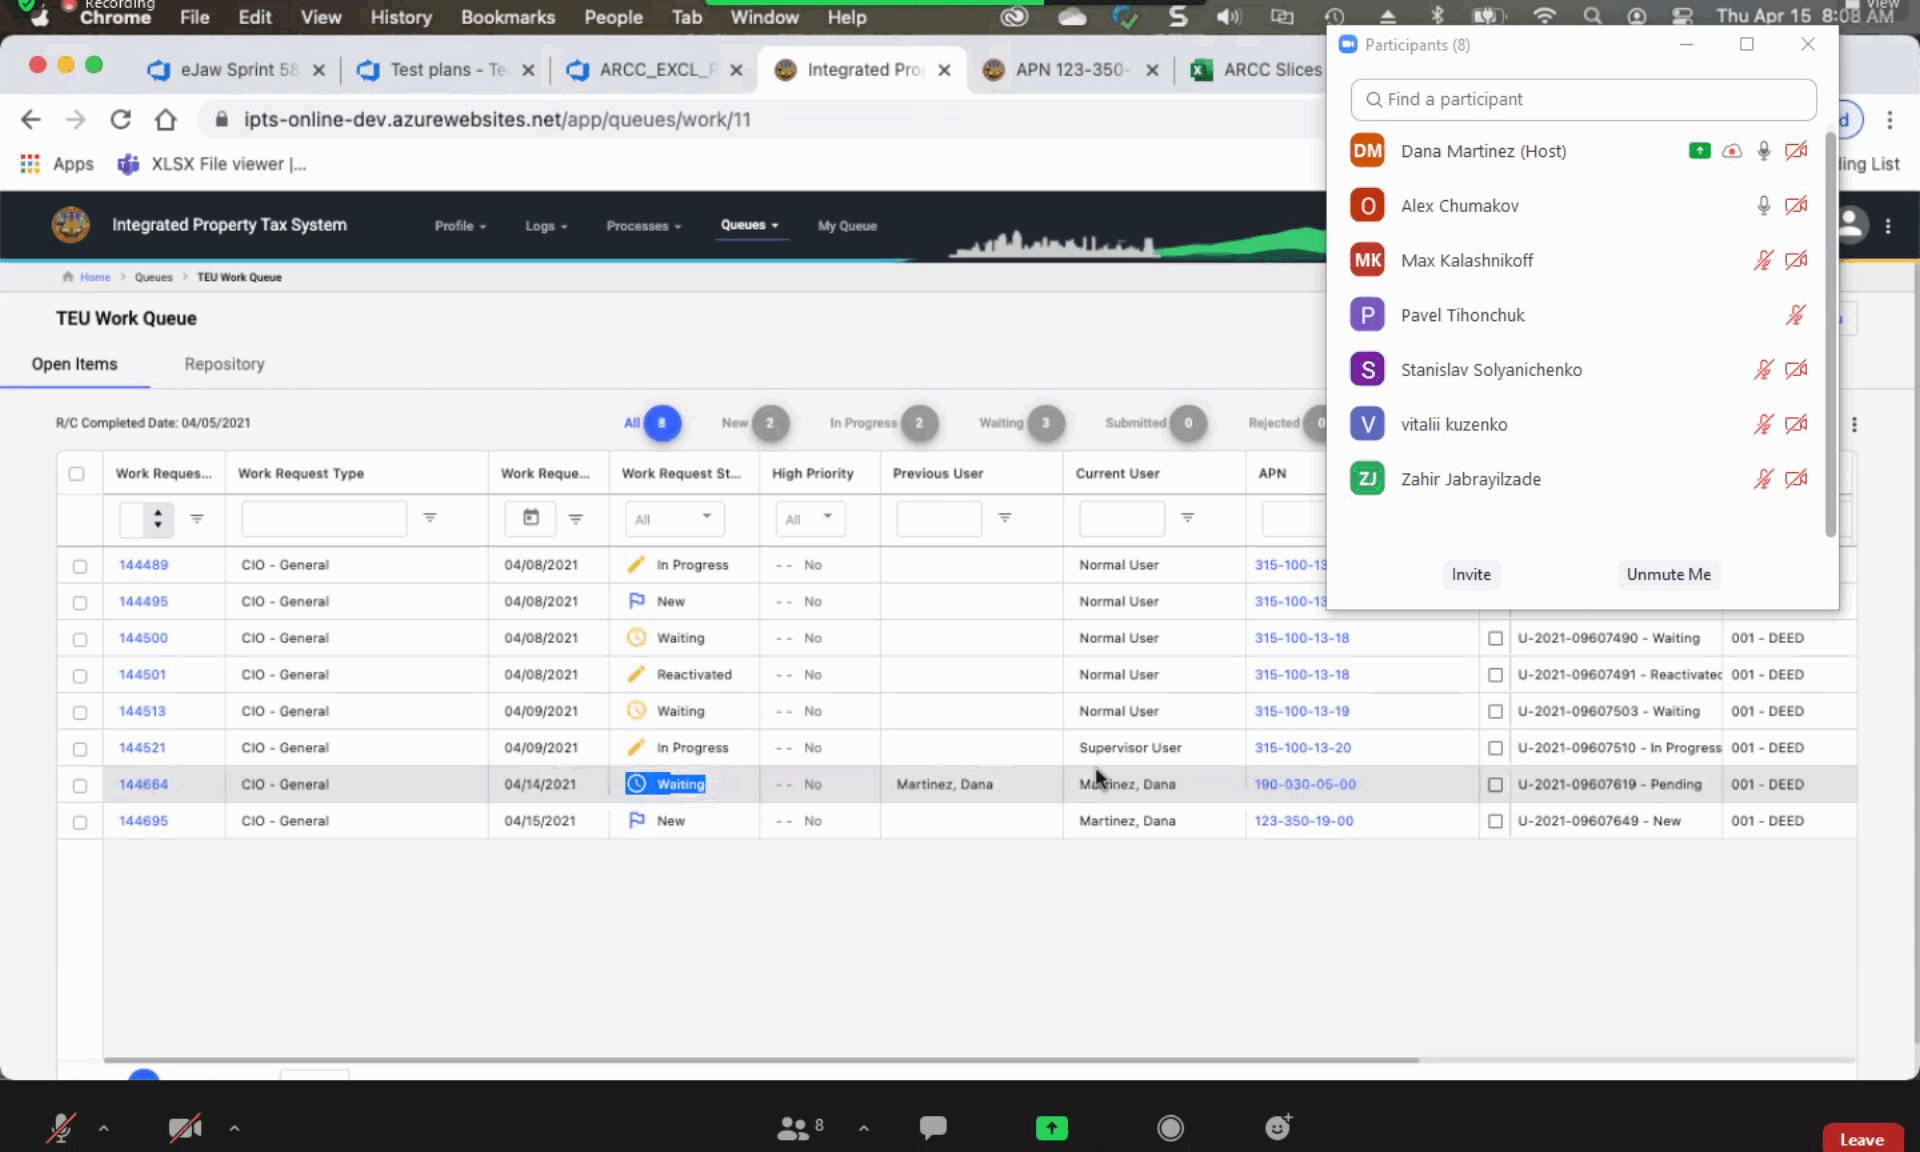 Recording
Chrome File Edit View History Bookmarks People Tab Window Help
Thu Apr 15 8:08 AM
View
eJaw Sprint 58
Test plans - Te
ARCC_EXCL_
Integrated Pro
APN 123-350-
ARCC Slices
ipts-online-dev.azurewebsites.net/app/queues/work/11
Apps XLSX File viewer |...
ing List
Integrated Property Tax System
Profile Logs Processes Queues My Queue
Home > Queues > TEU Work Queue
TEU Work Queue
Open Items Repository
R/C Completed Date: 04/05/2021
All 8 New 2 In Progress 2 Waiting 3 Submitted 0 Rejected 0
Work Reques... Work Request Type Work Reque... Work Request St... High Priority Previous User Current User APN
All All
144489 CIO - General 04/08/2021 In Progress -- No Normal User 315-100-13
144495 CIO - General 04/08/2021 New -- No Normal User 315-100-13
144500 CIO - General 04/08/2021 Waiting -- No Normal User 315-100-13-18 U-2021-09607490 - Waiting 001 - DEED
144501 CIO - General 04/08/2021 Reactivated -- No Normal User 315-100-13-18 U-2021-09607491 - Reactivated 001 - DEED
144513 CIO - General 04/09/2021 Waiting -- No Normal User 315-100-13-19 U-2021-09607503 - Waiting 001 - DEED
144521 CIO - General 04/09/2021 In Progress -- No Supervisor User 315-100-13-20 U-2021-09607510 - In Progress 001 - DEED
144664 CIO - General 04/14/2021 Waiting -- No Martinez, Dana Martinez, Dana 190-030-05-00 U-2021-09607619 - Pending 001 - DEED
144695 CIO - General 04/15/2021 New -- No Martinez, Dana 123-350-19-00 U-2021-09607649 - New 001 - DEED
Participants (8)
Find a participant
DM Dana Martinez (Host)
O Alex Chumakov
MK Max Kalashnikoff
P Pavel Tihonchuk
S Stanislav Solyanichenko
V vitalii kuzenko
ZJ Zahir Jabrayilzade
Invite Unmute Me
8
Leave